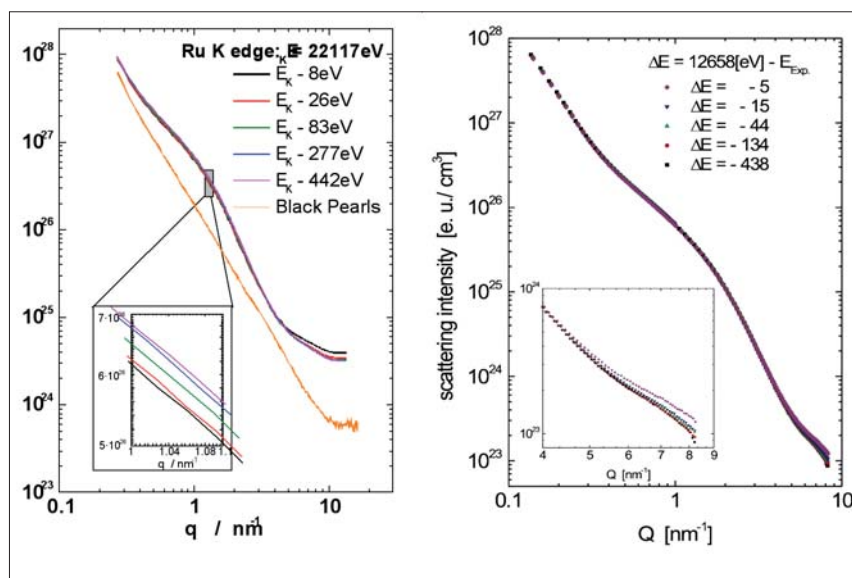 Ru K edge: E = 22117eV
K
E_K - 8eV
E_K - 26eV
E_K - 83eV
E_K - 277eV
E_K - 442eV
Black Pearls
10^28
10^27
10^26
10^25
10^24
10^23
0.1
1
10
q / nm^-1
7·10
6·10^26
5·10^26
1
1.04
1.08
1.
q / nm^-1
ΔE = 12658[eV] - E_Exp.
ΔE = - 5
ΔE = - 15
ΔE = - 44
ΔE = - 134
ΔE = - 438
scattering intensity [e. u./ cm^3]
10^28
10^27
10^26
10^25
10^24
10^23
0.1
1
10
Q [nm^-1]
10^24
10^23
4
5
6
7
8
9
Q [nm^-1]